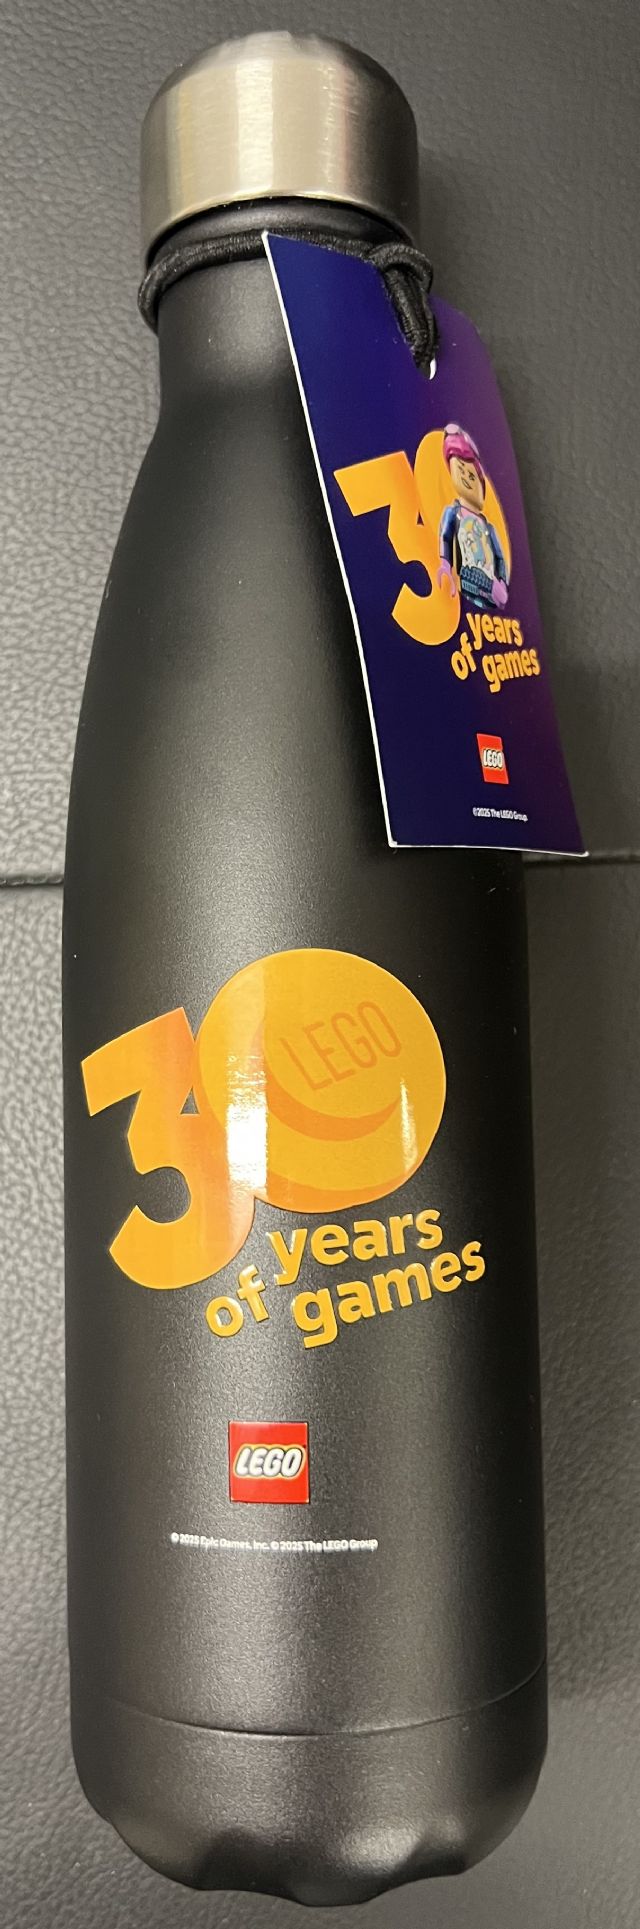 30
years
of games
LEGO
©2025 The LEGO Group.
30
LEGO
years
of games
LEGO
© 2025 Epic Games, Inc. © 2025 The LEGO Group